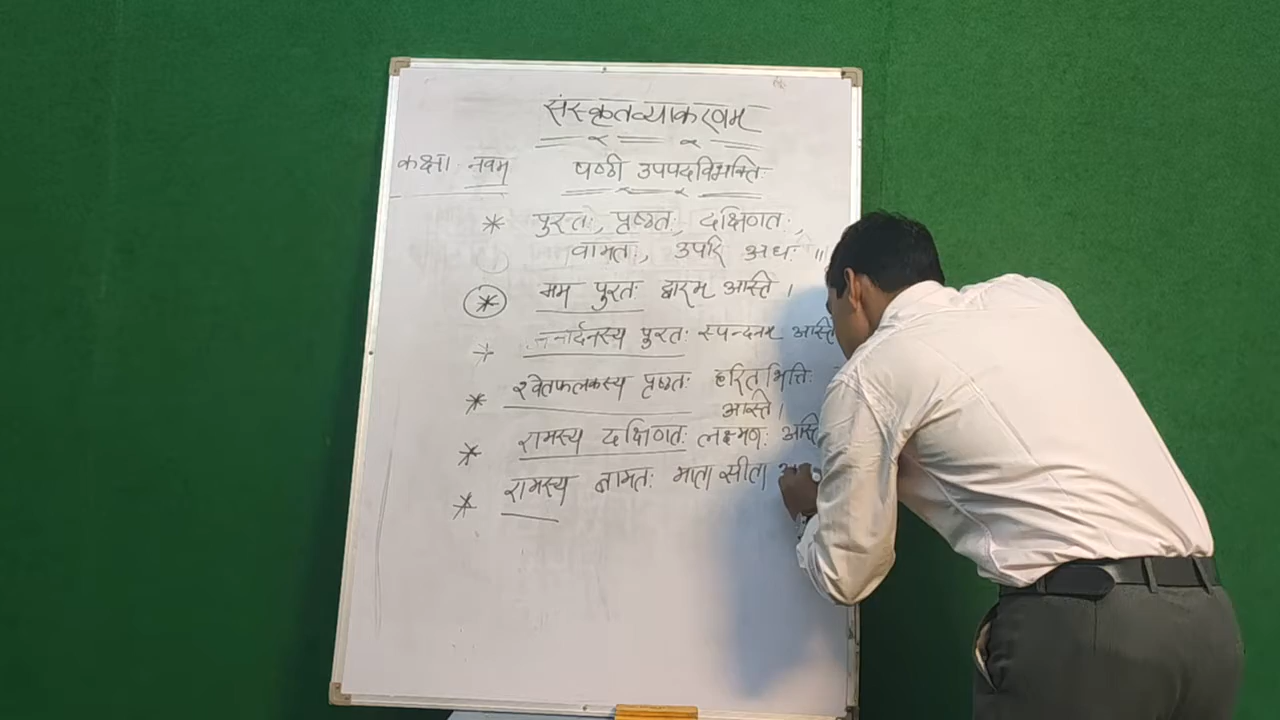 संस्कृतव्याकरणम्
कक्षा नवम्
षष्ठी उपपदविभक्तिः
* पुरतः, पृष्ठतः, दक्षिणतः,
वामतः, उपरि अधः ॥
* मम पुरतः द्वारम् अस्ति ।
* जनार्दनस्य पुरतः स्यन्दनम् अस्ति
* श्वेतफलकस्य पृष्ठतः हरितभित्तिः
अस्ति।
* रामस्य दक्षिणतः लक्ष्मणः अस्ति
* रामस्य वामतः माता सीता